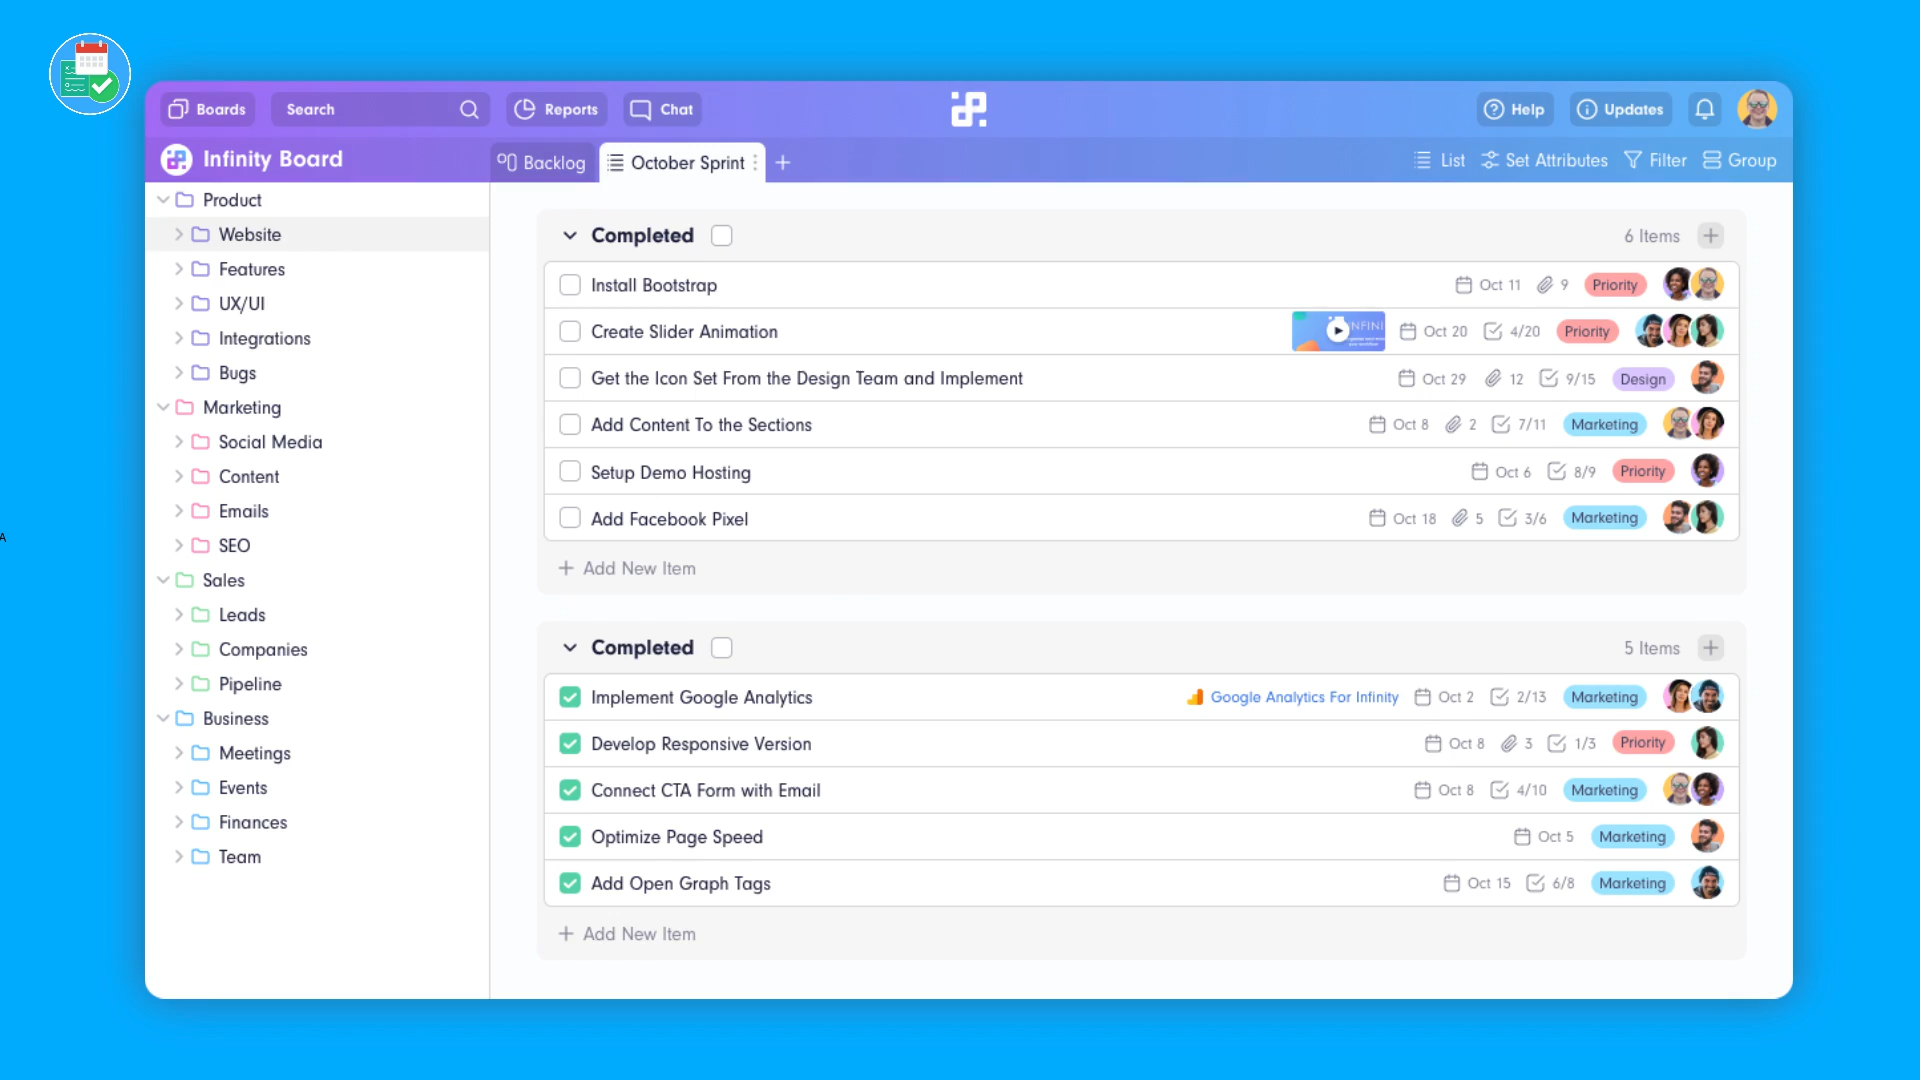 Boards Search Reports Chat Help Updates
Infinity Board Backlog October Sprint List Set Attributes Filter Group
Product
Website
Features
UX/UI
Integrations
Bugs
Marketing
Social Media
Content
Emails
SEO
Sales
Leads
Companies
Pipeline
Business
Meetings
Events
Finances
Team
A
Completed 6 Items
Install Bootstrap Oct 11 9 Priority
Create Slider Animation INFINI Oct 20 4/20 Priority
Get the Icon Set From the Design Team and Implement Oct 29 12 9/15 Design
Add Content To the Sections Oct 8 2 7/11 Marketing
Setup Demo Hosting Oct 6 8/9 Priority
Add Facebook Pixel Oct 18 5 3/6 Marketing
Add New Item
Completed 5 Items
Implement Google Analytics Google Analytics For Infinity Oct 2 2/13 Marketing
Develop Responsive Version Oct 8 3 1/3 Priority
Connect CTA Form with Email Oct 8 4/10 Marketing
Optimize Page Speed Oct 5 Marketing
Add Open Graph Tags Oct 15 6/8 Marketing
Add New Item